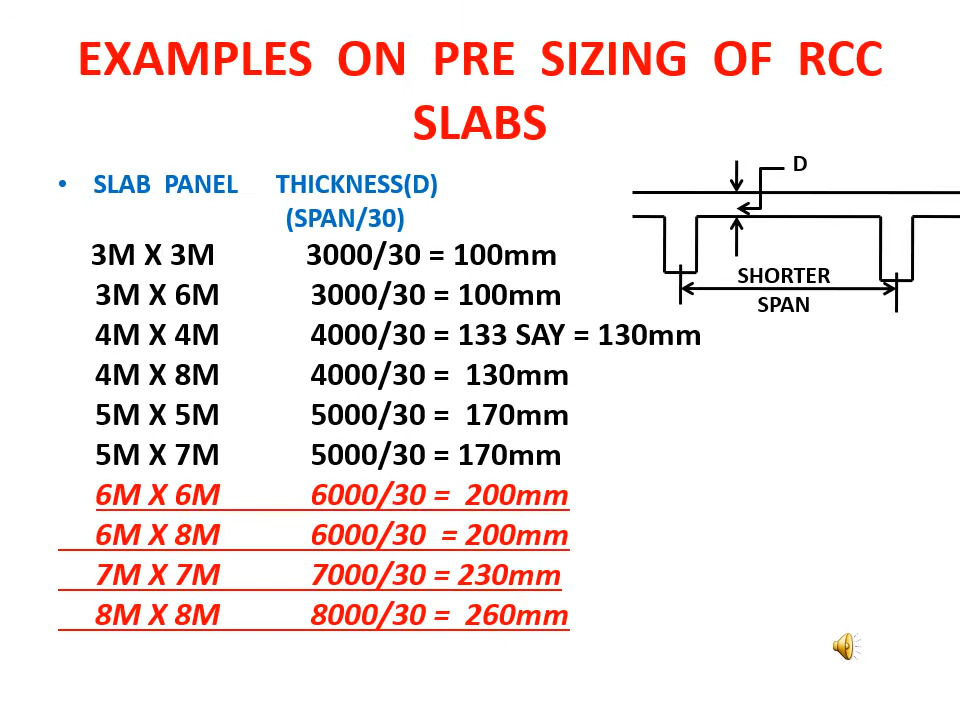 EXAMPLES ON PRE SIZING OF RCC
SLABS
• SLAB PANEL THICKNESS(D)
(SPAN/30)
3M X 3M 3000/30 = 100mm
3M X 6M 3000/30 = 100mm
4M X 4M 4000/30 = 133 SAY = 130mm
4M X 8M 4000/30 = 130mm
5M X 5M 5000/30 = 170mm
5M X 7M 5000/30 = 170mm
6M X 6M 6000/30 = 200mm
6M X 8M 6000/30 = 200mm
7M X 7M 7000/30 = 230mm
8M X 8M 8000/30 = 260mm
D
SHORTER
SPAN